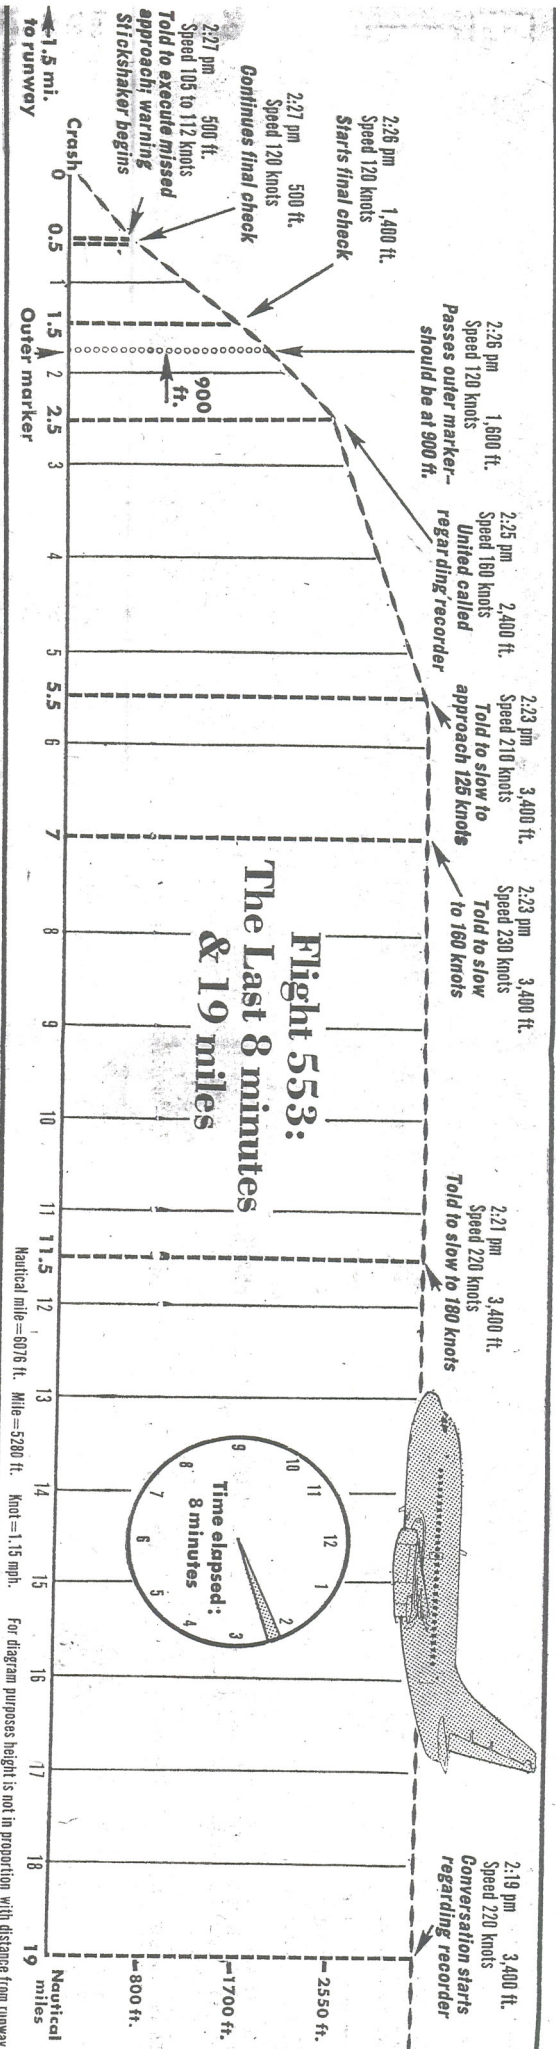 2:27 pm 500 ft.
Speed 105 to 112 knots
Told to execute missed
approach; warning
Stickshaker begins
2:27 pm 500 ft.
Speed 120 knots
Continues final check
2:26 pm 1,400 ft.
Speed 120 knots
Starts final check
2:26 pm 1,600 ft.
Speed 120 knots
Passes outer marker—
should be at 900 ft.
2:25 pm 2,400 ft.
Speed 160 knots
United called
regarding recorder
2:23 pm 3,400 ft.
Speed 210 knots
Told to slow to
approach 125 knots
2:23 pm 3,400 ft.
Speed 230 knots
Told to slow
to 160 knots
2:21 pm 3,400 ft.
Speed 220 knots
Told to slow to 180 knots
2:19 pm 3,400 ft.
Speed 220 knots
Conversation starts
regarding recorder
Flight 553:
The Last 8 minutes
& 19 miles
900
ft.
12
1
2
3
4
5
6
7
8
9
10
11
Time elapsed:
8 minutes
2550 ft.
1700 ft.
800 ft.
Crash
0 0.5 1 1.5 2 2.5 3 4 5 5.5 6 7 8 9 10 11 11.5 12 13 14 15 16 17 18 19
Nautical
miles
1.5 mi.
to runway
Outer marker
Nautical mile=6076 ft. Mile=5280 ft. Knot=1.15 mph. For diagram purposes height is not in proportion with distance from runway